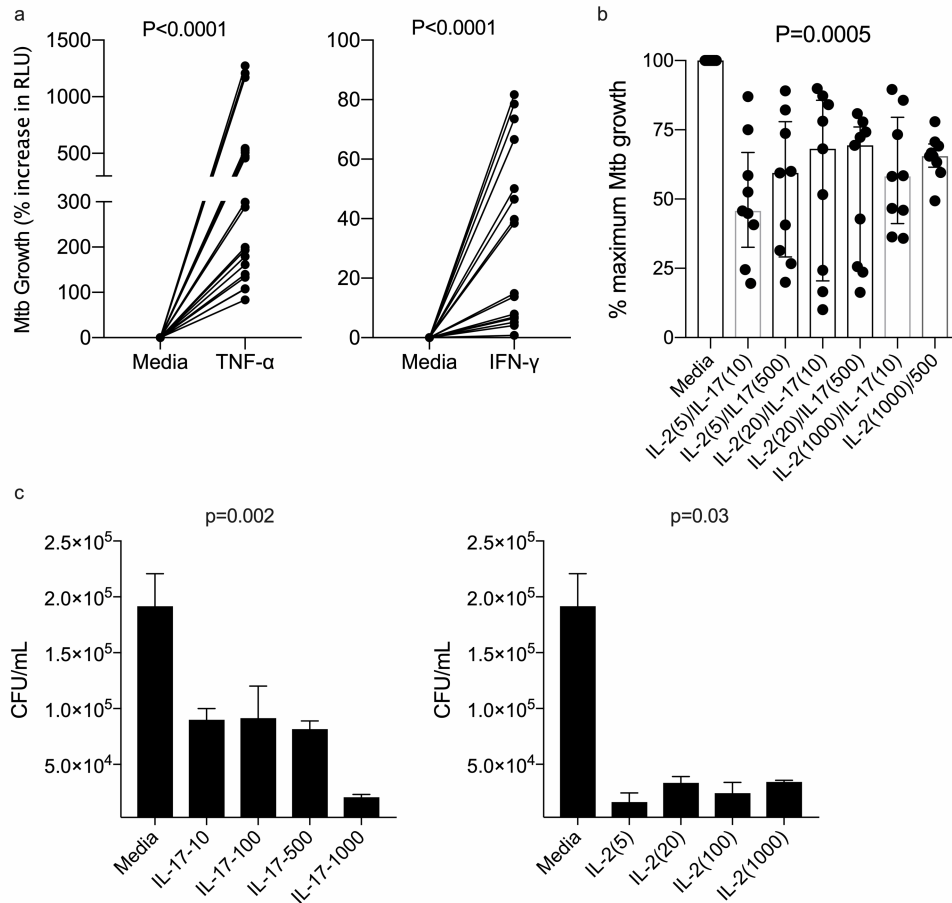 a
P<0.0001
Mtb Growth (% increase in RLU)
1500
1000
500
300
200
100
0
Media
TNF-α
P<0.0001
100
80
60
40
20
0
Media
IFN-γ
b
P=0.0005
% maximum Mtb growth
100
75
50
25
0
Media
IL-2(5)/IL-17(10)
IL-2(5)/IL17(500)
IL-2(20)/IL-17(10)
IL-2(20)/IL17(500)
IL-2(1000)/IL-17(10)
IL-2(1000)/500
c
p=0.002
CFU/mL
2.5×10⁵
2.0×10⁵
1.5×10⁵
1.0×10⁵
5.0×10⁴
Media
IL-17-10
IL-17-100
IL-17-500
IL-17-1000
p=0.03
CFU/mL
2.5×10⁵
2.0×10⁵
1.5×10⁵
1.0×10⁵
5.0×10⁴
Media
IL-2(5)
IL-2(20)
IL-2(100)
IL-2(1000)